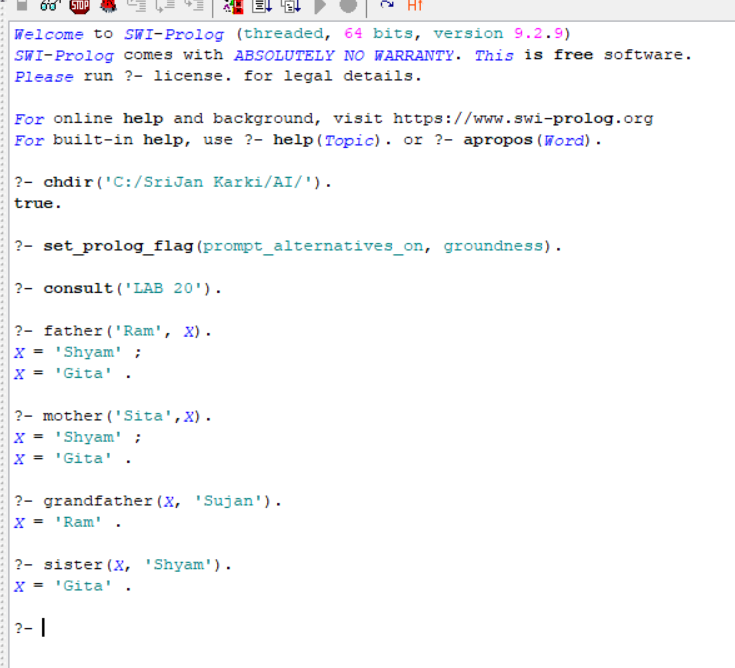 STOP
Welcome to SWI-Prolog (threaded, 64 bits, version 9.2.9)
SWI-Prolog comes with ABSOLUTELY NO WARRANTY. This is free software.
Please run ?- license. for legal details.
For online help and background, visit https://www.swi-prolog.org
For built-in help, use ?- help(Topic). or ?- apropos(Word).
?- chdir('C:/SriJan Karki/AI/').
true.
?- set_prolog_flag(prompt_alternatives_on, groundness).
?- consult('LAB 20').
?- father('Ram', X).
X = 'Shyam' ;
X = 'Gita' .
?- mother('Sita',X).
X = 'Shyam' ;
X = 'Gita' .
?- grandfather(X, 'Sujan').
X = 'Ram' .
?- sister(X, 'Shyam').
X = 'Gita' .
?-